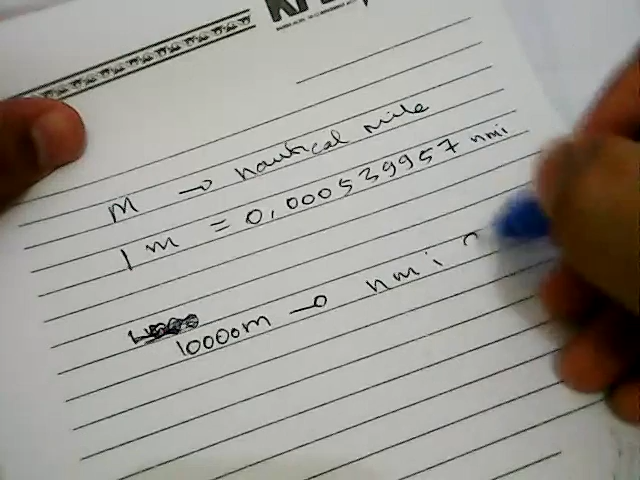 M → nautical mile
1 m = 0,000539957 nmi
10000m → nmi